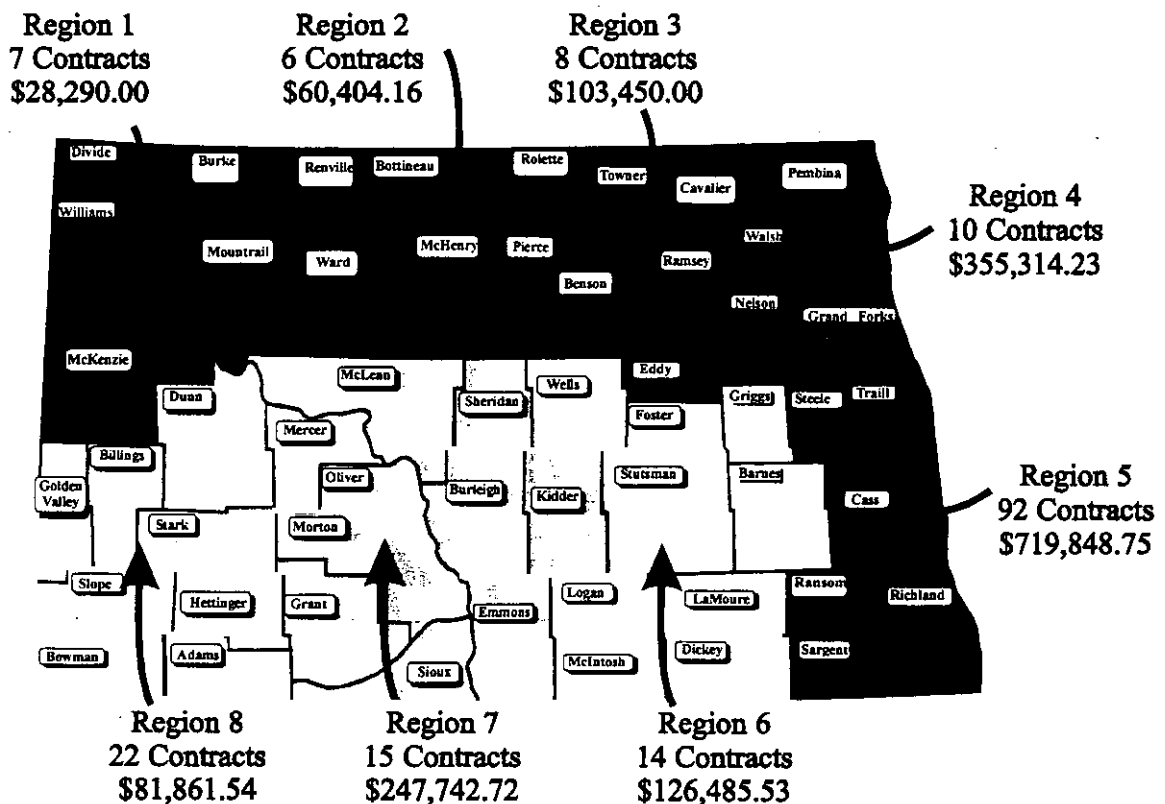 Region 1
7 Contracts
$28,290.00
Region 2
6 Contracts
$60,404.16
Region 3
8 Contracts
$103,450.00
Region 4
10 Contracts
$355,314.23
Divide
Burke
Renville
Bottineau
Rolette
Towner
Cavalier
Pembina
Williams
Mountrail
Ward
McHenry
Pierce
Benson
Ramsey
Walsh
Nelson
Grand Forks
McKenzie
Dunn
McLean
Sheridan
Wells
Eddy
Foster
Griggs
Steele
Traill
Mercer
Billings
Golden
Valley
Oliver
Burleigh
Kidder
Stutsman
Barnes
Cass
Stark
Morton
Slope
Hettinger
Grant
Emmons
Logan
LaMoure
Ransom
Richland
Bowman
Adams
Sioux
McIntosh
Dickey
Sargent
Region 5
92 Contracts
$719,848.75
Region 8
22 Contracts
$81,861.54
Region 7
15 Contracts
$247,742.72
Region 6
14 Contracts
$126,485.53